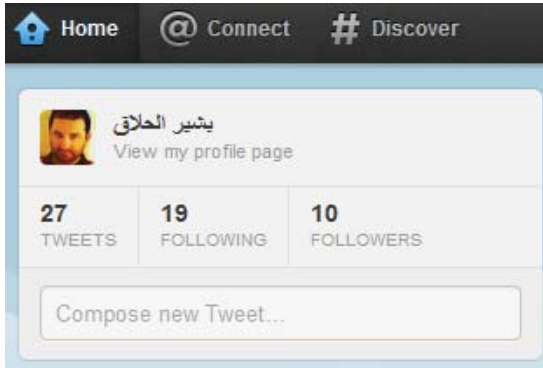 Home @ Connect # Discover
بشير الحلاق
View my profile page
27 19 10
TWEETS FOLLOWING FOLLOWERS
Compose new Tweet...